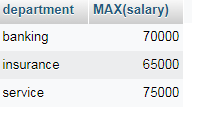 department MAX(salary)
banking 70000
insurance 65000
service 75000